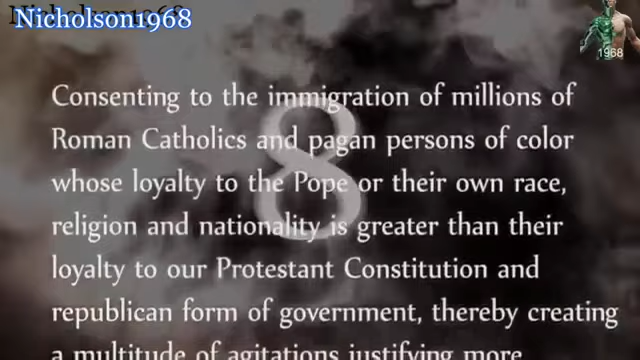 Nicholson1968
Nicholson1968
1968
8
Consenting to the immigration of millions of
Roman Catholics and pagan persons of color
whose loyalty to the Pope or their own race,
religion and nationality is greater than their
loyalty to our Protestant Constitution and
republican form of government, thereby creating
a multitude of agitations justifying more